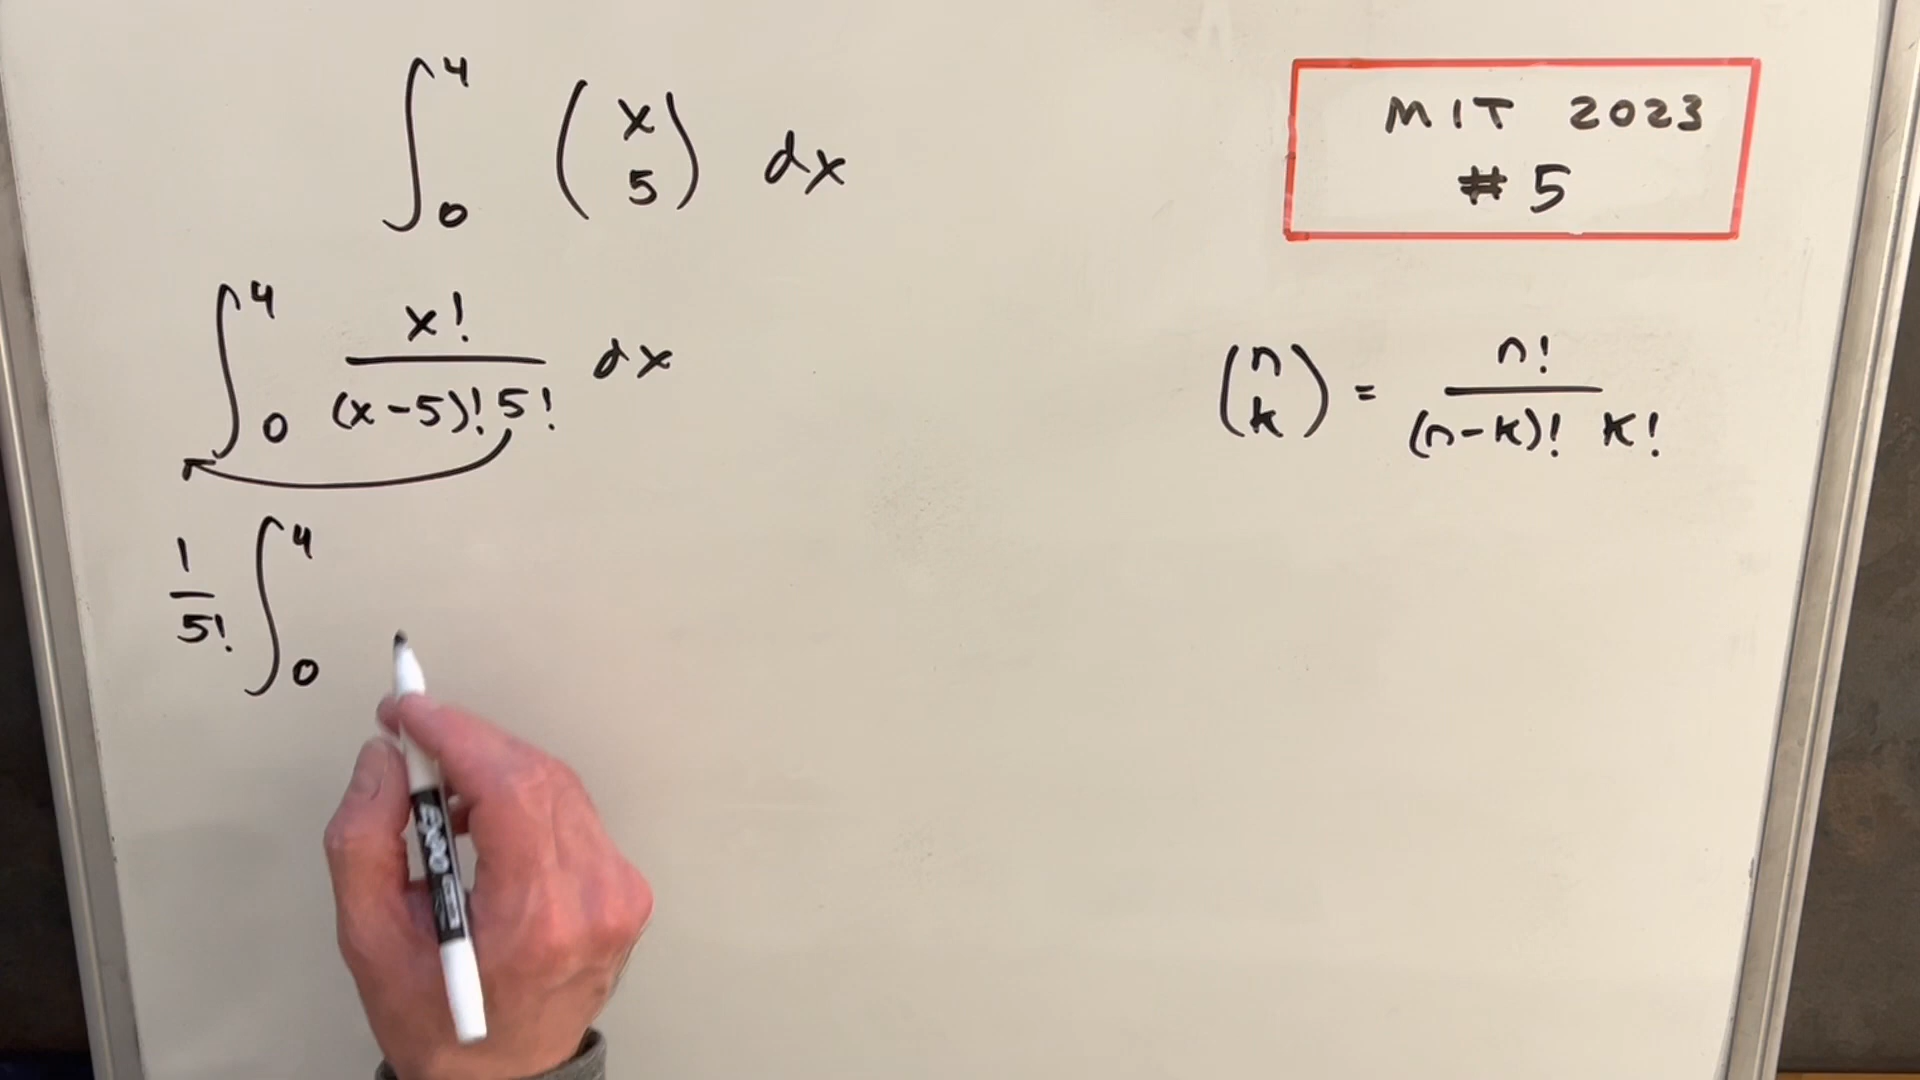 ∫₀⁴ (x 5) dx
MIT 2023
# 5
∫₀⁴ x! / (x-5)! 5! dx
(n k) = n! / (n-k)! k!
1/5! ∫₀⁴
EXPO